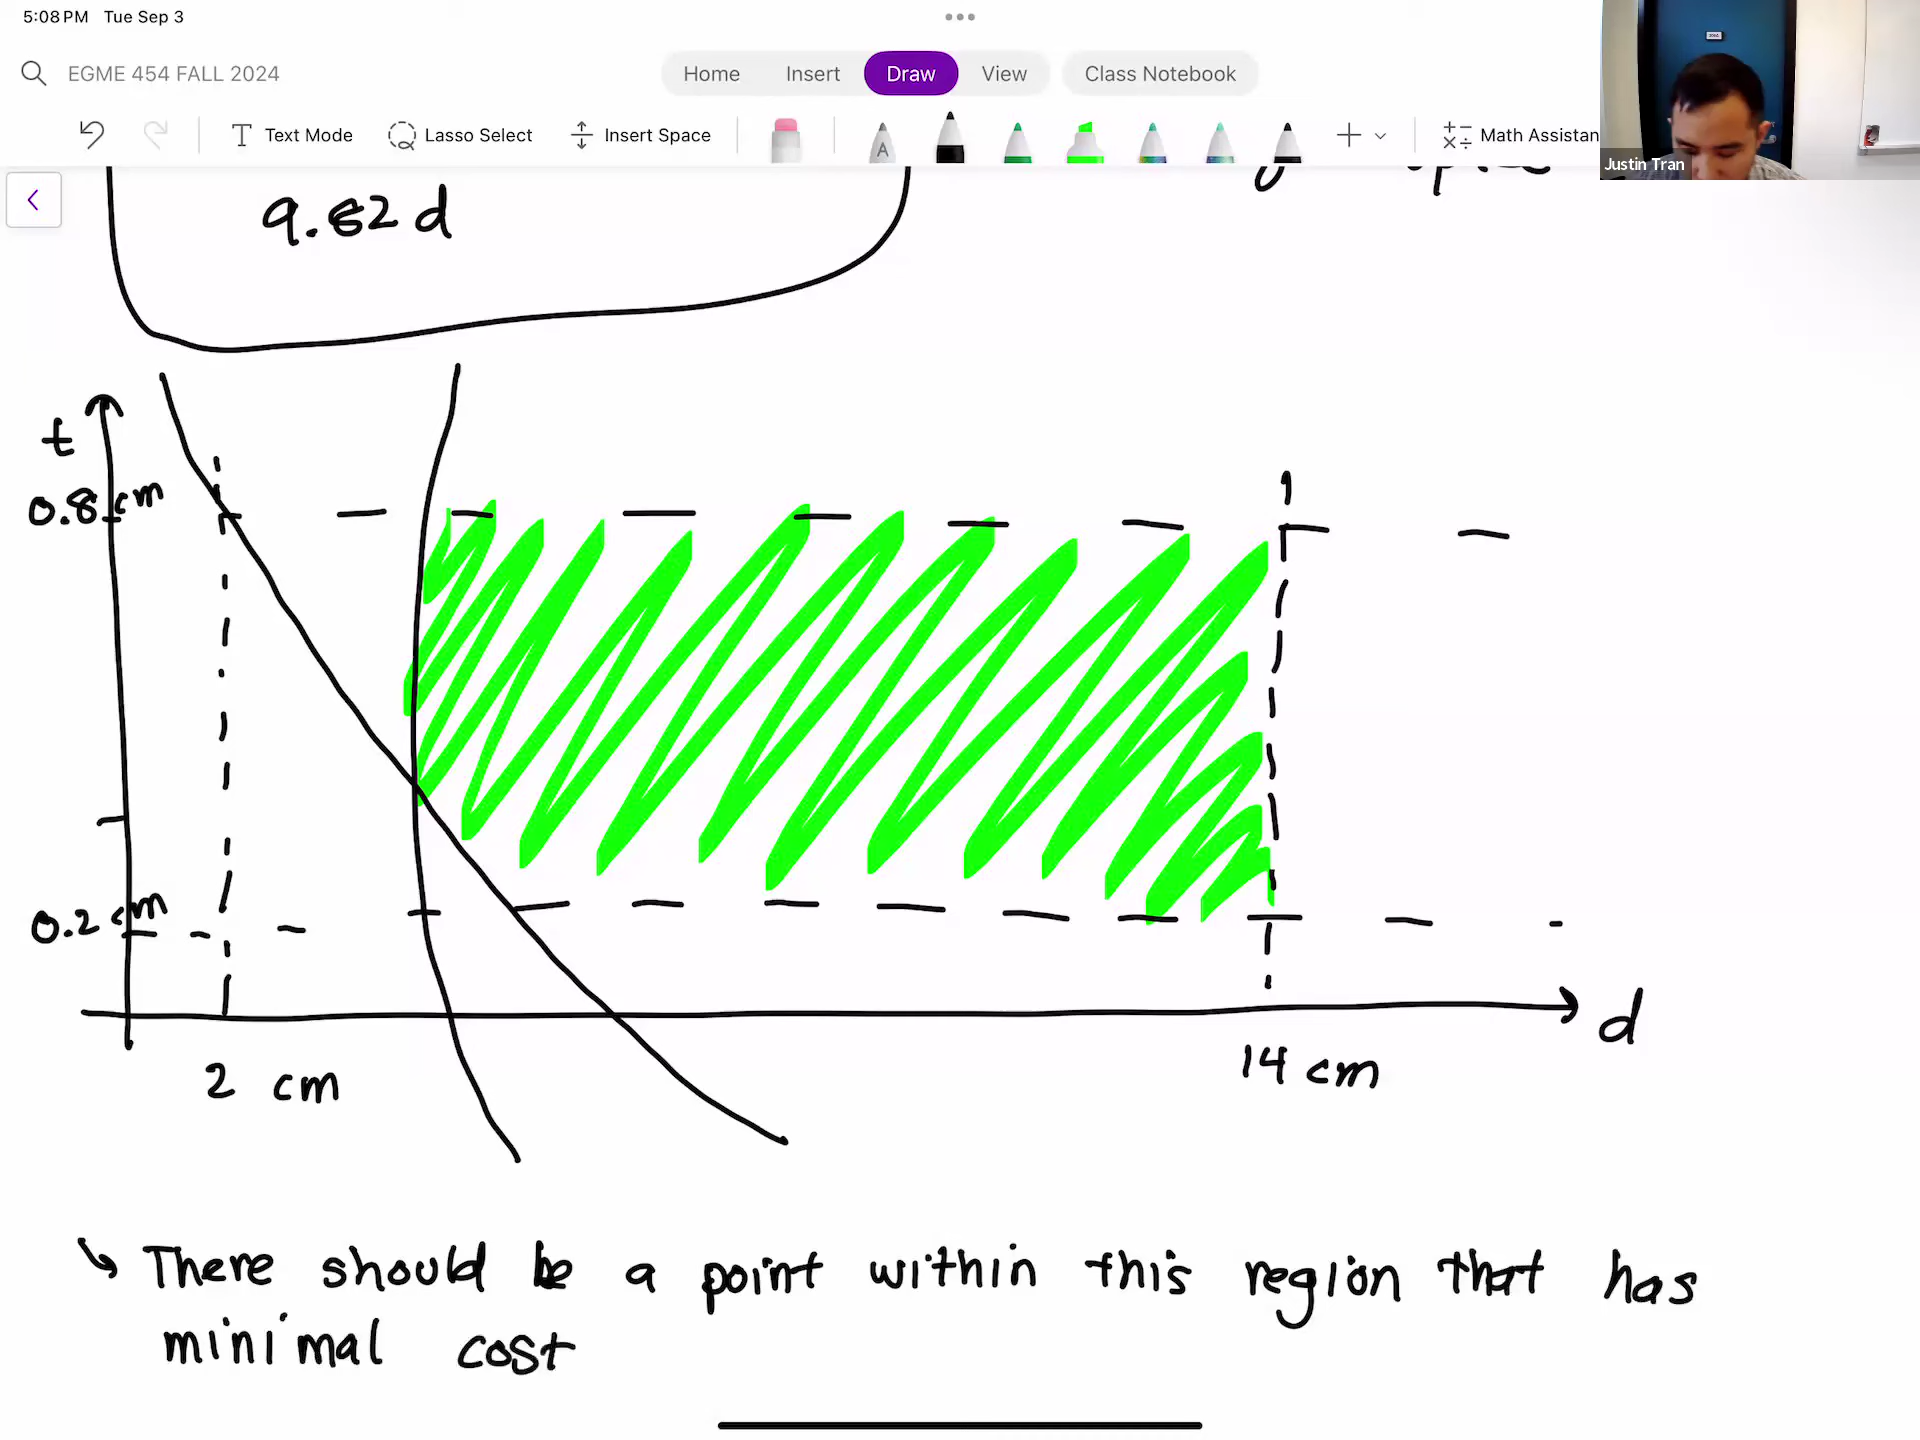 5:08 PM Tue Sep 3
EGME 454 FALL 2024
Home Insert Draw View Class Notebook
Text Mode Lasso Select Insert Space Math Assistan
Justin Tran
9.82 d
t
0.8 cm
0.2 cm
d
2 cm
14 cm
There should be a point within this region that has
minimal cost